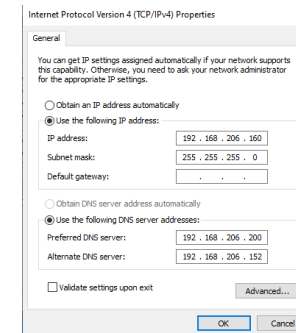 Internet Protocol Version 4 (TCP/IPv4) Properties
General
You can get IP settings assigned automatically if your network supports
this capability. Otherwise, you need to ask your network administrator
for the appropriate IP settings.
Obtain an IP address automatically
Use the following IP address:
IP address: 192 . 168 . 206 . 160
Subnet mask: 255 . 255 . 255 . 0
Default gateway: . . .
Obtain DNS server address automatically
Use the following DNS server addresses:
Preferred DNS server: 192 . 168 . 206 . 200
Alternate DNS server: 192 . 168 . 206 . 152
Validate settings upon exit
Advanced...
OK Cancel